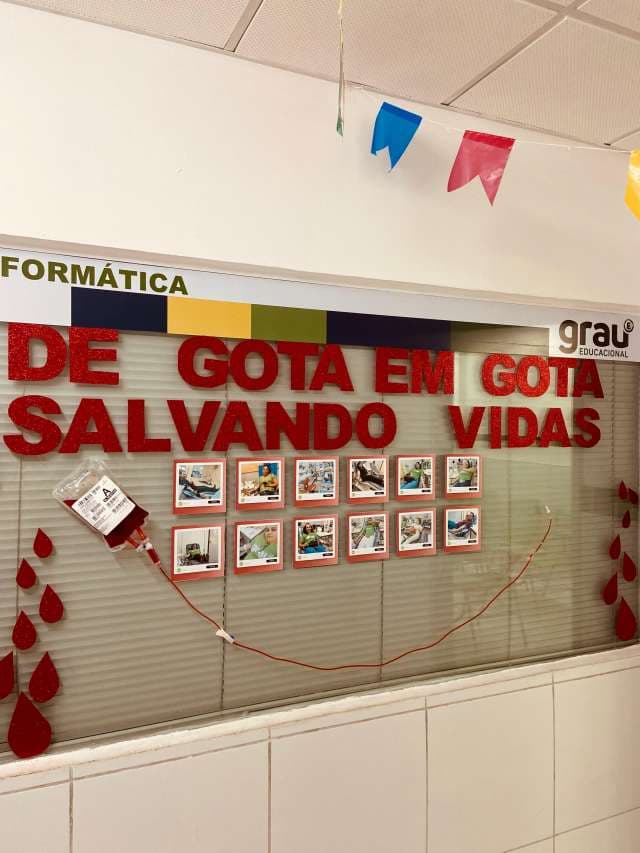 FORMÁTICA
grau E
EDUCACIONAL
DE GOTA EM GOTA
SALVANDO VIDAS
A